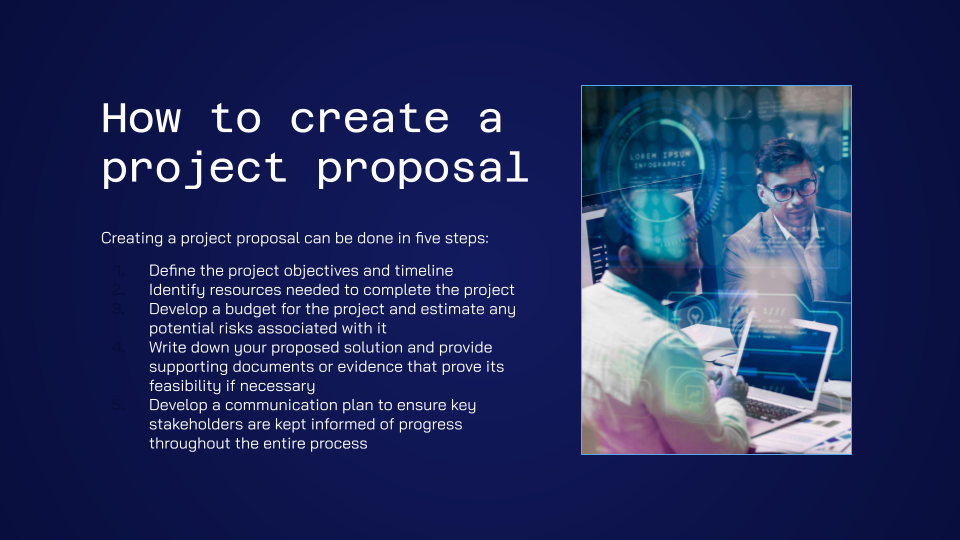 How to create a
project proposal
Creating a project proposal can be done in five steps:
1. Define the project objectives and timeline
2. Identify resources needed to complete the project
3. Develop a budget for the project and estimate any
potential risks associated with it
4. Write down your proposed solution and provide
supporting documents or evidence that prove its
feasibility if necessary
5. Develop a communication plan to ensure key
stakeholders are kept informed of progress
throughout the entire process
LOREM IPSUM
INFOGRAPHIC